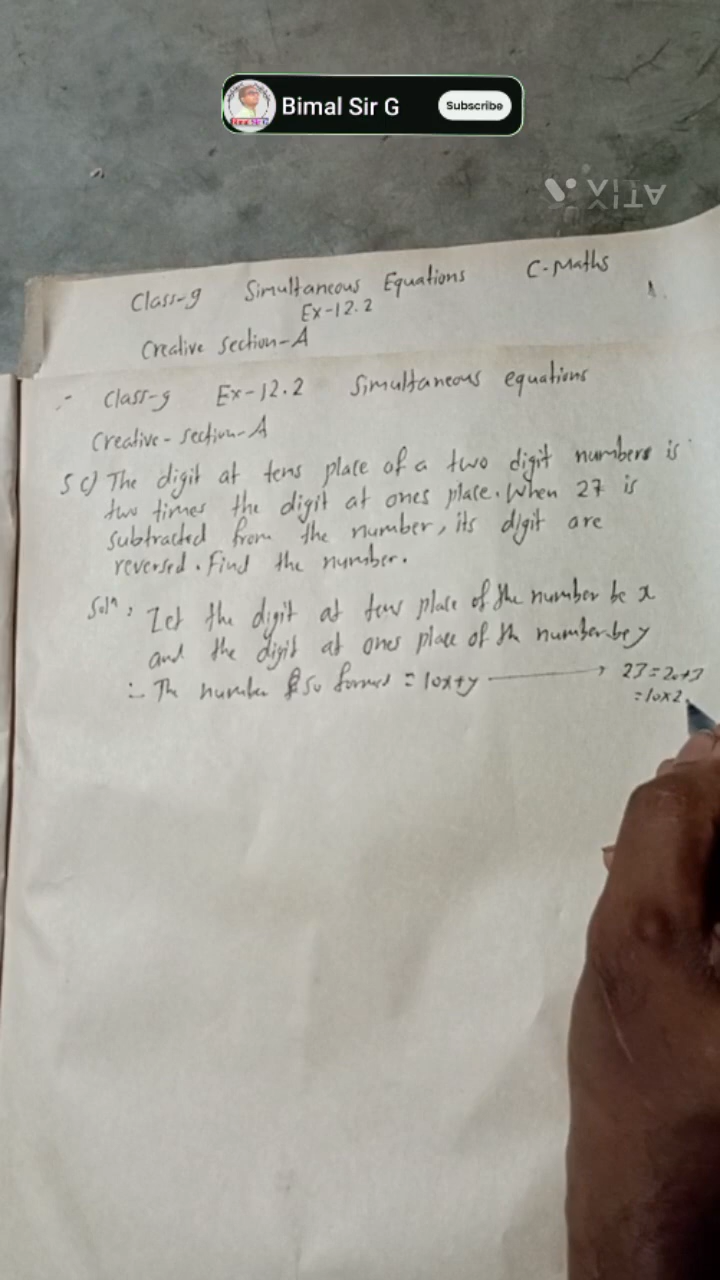 Bimal Sir G
Subscribe
Class-9 Simultaneous Equations C-Maths
Ex-12.2
Creative Section-A
Class-9 Ex-12.2 Simultaneous equations
Creative-section-A
5 c) The digit at tens place of a two digit numbers is
two times the digit at ones place. When 27 is
subtracted from the number, its digit are
reversed. Find the number.
Solⁿ: Let the digit at tens place of the number be x
and the digit at ones place of the number be y
∴ The number so formed = 10x+y → 23=20+3
=10×2